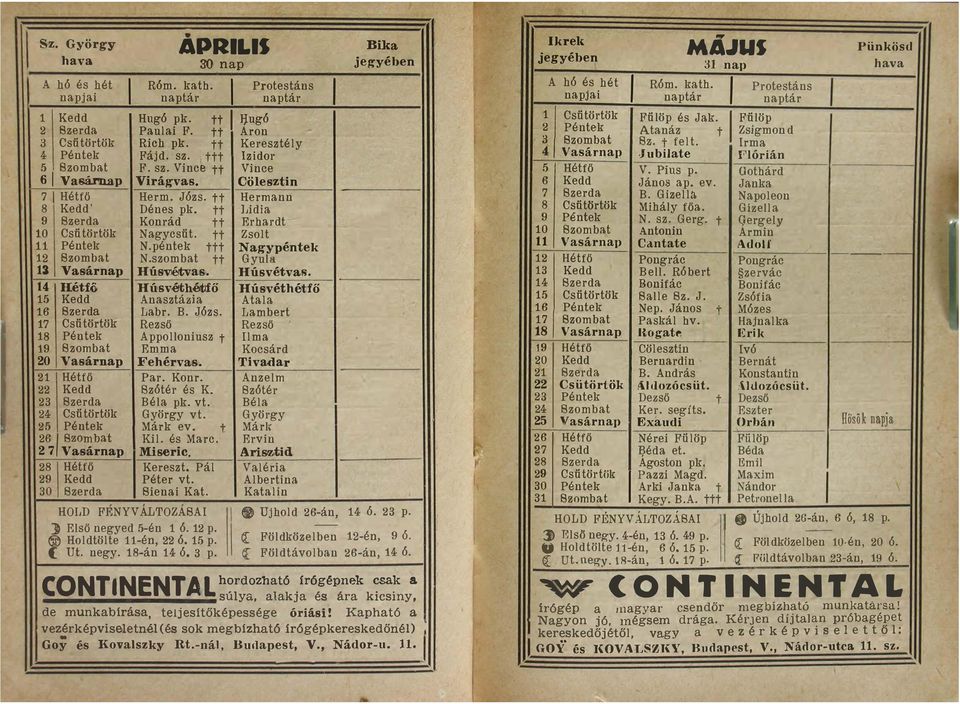 Sz. György hava ÁPRILIS 30 nap Bika jegyében
A hó és hét napjai Róm. kath. naptár Protestáns naptár
1 Kedd Hugó pk. †† Hugó
2 Szerda Paulai F. †† Áron
3 Csütörtök Rich pk. †† Keresztély
4 Péntek Fájd. sz. ††† Izidor
5 Szombat F. sz. Vince †† Vince
6 Vasárnap Virágvas. Cölesztin
7 Hétfő Herm. Józs. †† Hermann
8 Kedd Dénes pk. †† Lidia
9 Szerda Konrád †† Erhardt
10 Csütörtök Nagycsüt. †† Zsolt
11 Péntek N.péntek ††† Nagypéntek
12 Szombat N.szombat †† Gyula
13 Vasárnap Húsvétvas. Húsvétvas.
14 Hétfő Húsvéthétfő Húsvéthétfő
15 Kedd Anasztázia Atala
16 Szerda Labr. B. Józs. Lambert
17 Csütörtök Rezső Rezső
18 Péntek Appolloniusz † Ilma
19 Szombat Emma Kocsárd
20 Vasárnap Fehérvas. Tivadar
21 Hétfő Par. Konr. Anzelm
22 Kedd Szótér és K. Szótér
23 Szerda Béla pk. vt. Béla
24 Csütörtök György vt. György
25 Péntek Márk ev. † Márk
26 Szombat Kil. és Marc. Ervin
27 Vasárnap Miseric. Arisztid
28 Hétfő Kereszt. Pál Valéria
29 Kedd Péter vt. Albertina
30 Szerda Sienai Kat. Katalin
HOLD FÉNYVÁLTOZÁSAI
Első negyed 5-én 1 ó. 12 p.
Holdtölte 11-én, 22 ó. 15 p.
Ut. negy. 18-án 14 ó. 3 p.
Ujhold 26-án, 14 ó. 23 p.
Földközelben 12-én, 9 ó.
Földtávolban 26-án, 14 ó.
CONTINENTAL hordozható írógépnek csak a
súlya, alakja és ára kicsiny,
de munkabírása, teljesítőképessége óriási! Kapható a
vezérképviseletnél (és sok megbízható írógépkereskedőnél)
Goÿ és Kovalszky Rt.-nál, Budapest, V., Nádor-u. 11.
Ikrek jegyében MÁJUS 31 nap Pünkösd hava
A hó és hét napjai Róm. kath. naptár Protestáns naptár
1 Csütörtök Fülöp és Jak. Fülöp
2 Péntek Atanáz † Zsigmond
3 Szombat Sz. † felt. Irma
4 Vasárnap Jubilate Flórián
5 Hétfő V. Pius p. Gothárd
6 Kedd János ap. ev. Janka
7 Szerda B. Gizella Napoleon
8 Csütörtök Mihály főa. Gizella
9 Péntek N. sz. Gerg. † Gergely
10 Szombat Antonin Ármin
11 Vasárnap Cantate Adolf
12 Hétfő Pongrác Pongrác
13 Kedd Bell. Róbert Szervác
14 Szerda Bonifác Bonifác
15 Csütörtök Salle Sz. J. Zsófia
16 Péntek Nep. János † Mózes
17 Szombat Paskál hv. Hajnalka
18 Vasárnap Rogate Erik
19 Hétfő Cölesztin Ivó
20 Kedd Bernardin Bernát
21 Szerda B. András Konstantin
22 Csütörtök Áldozócsüt. Áldozócsüt.
23 Péntek Dezső † Dezső
24 Szombat Ker. segíts. Eszter
25 Vasárnap Exaudi Orbán Hősök napja
26 Hétfő Nérei Fülöp Fülöp
27 Kedd Béda et. Béda
28 Szerda Ágoston pk. Emil
29 Csütörtök Pazzi Magd. Maxim
30 Péntek Arki Janka † Nándor
31 Szombat Kegy. B.A. ††† Petronella
HOLD FÉNYVÁLTOZÁSAI
Első negy. 4-én, 13 ó. 49 p.
Holdtölte 11-én, 6 ó. 15 p.
Ut.negy. 18-án, 1 ó. 17 p.
Újhold 26-án, 6 ó, 18 p.
Földközelben 10-én, 20 ó.
Földtávolban 23-án, 19 ó.
CONTINENTAL
írógép a magyar csendőr megbízható munkatársa!
Nagyon jó, mégsem drága. Kérjen díjtalan próbagépet
kereskedőjétől, vagy a vezérképviselettől:
GOŸ és KOVALSZKY, Budapest, V., Nádor-utca 11. sz.